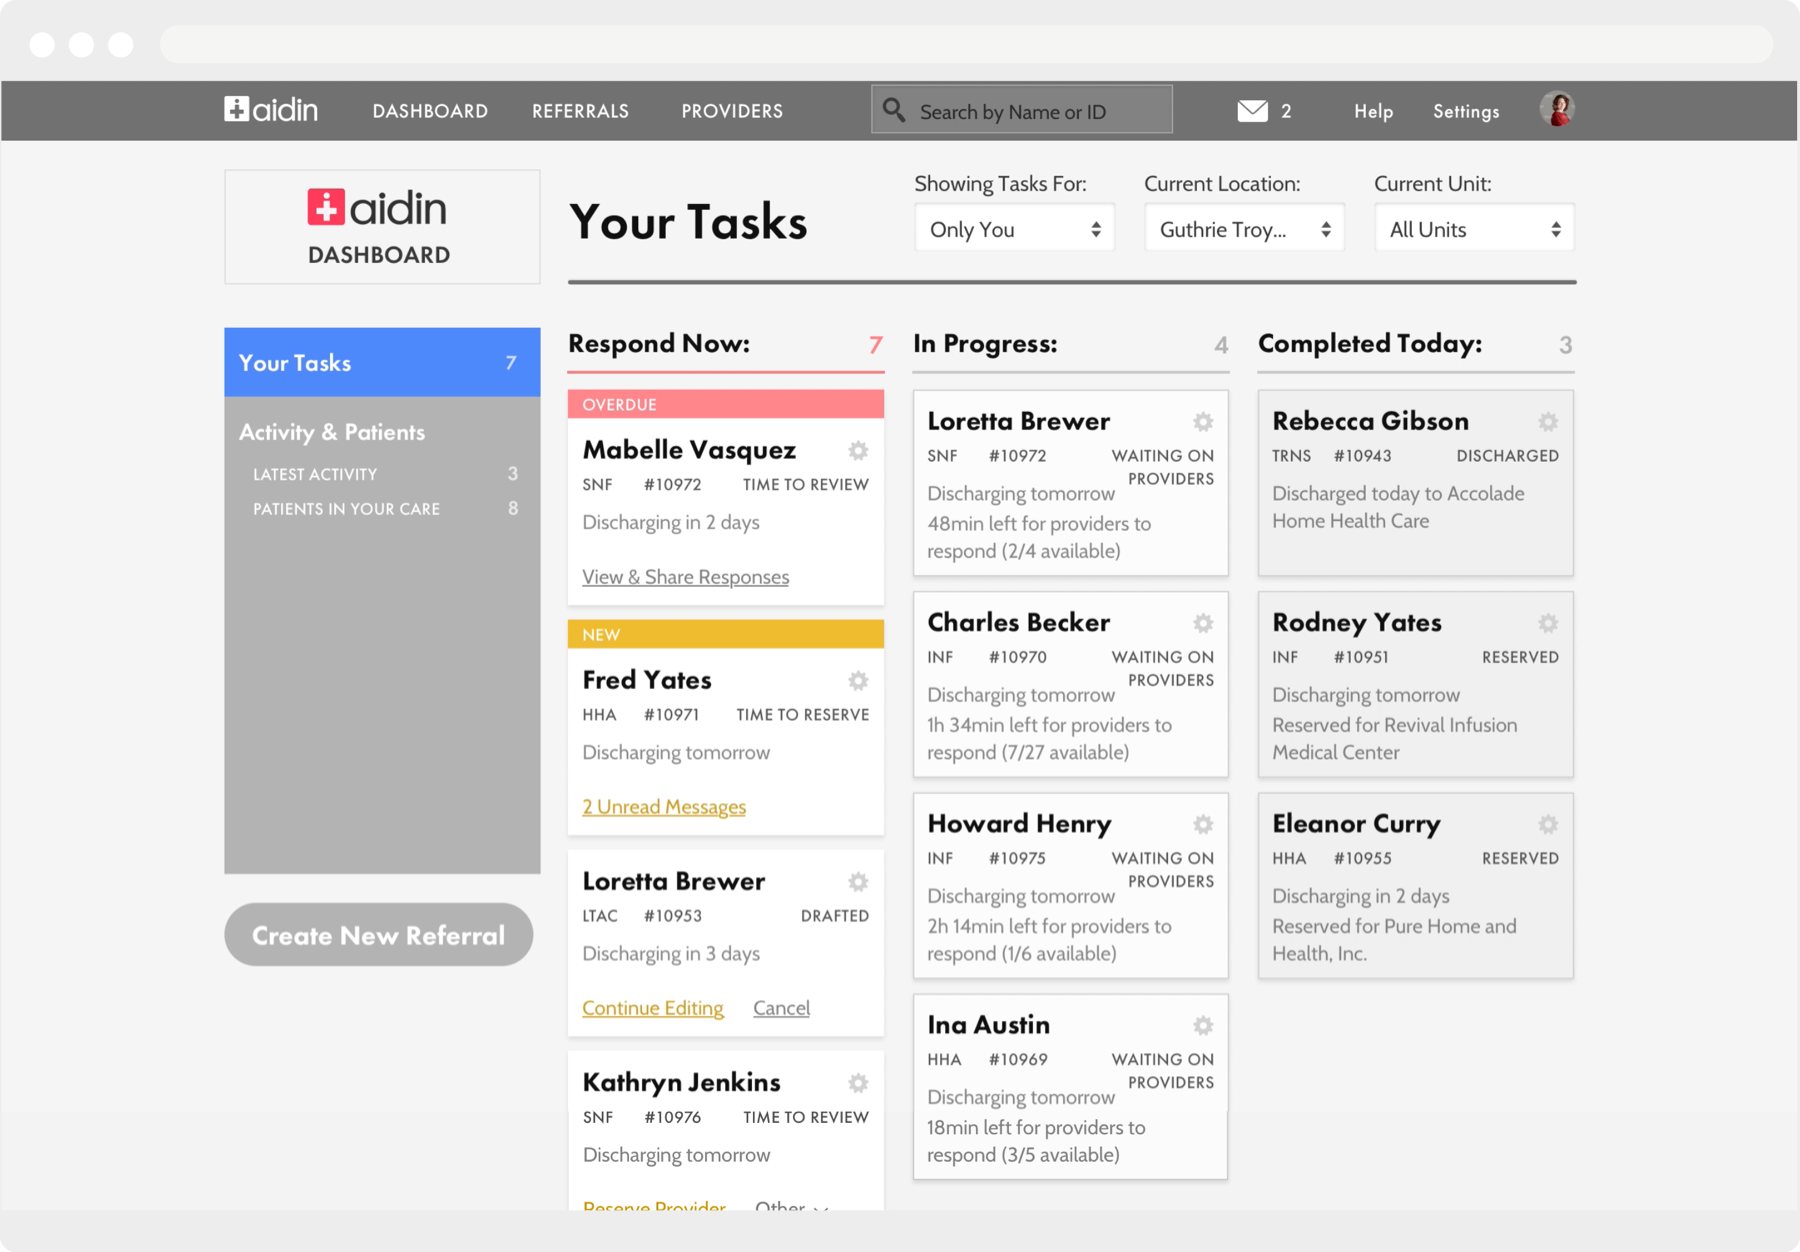 aidin DASHBOARD REFERRALS PROVIDERS Search by Name or ID 2 Help Settings
aidin
DASHBOARD
Your Tasks
Showing Tasks For:
Only You
Current Location:
Guthrie Troy...
Current Unit:
All Units
Your Tasks 7
Activity & Patients
LATEST ACTIVITY 3
PATIENTS IN YOUR CARE 8
Create New Referral
Respond Now: 7
OVERDUE
Mabelle Vasquez
SNF #10972 TIME TO REVIEW
Discharging in 2 days
View & Share Responses
NEW
Fred Yates
HHA #10971 TIME TO RESERVE
Discharging tomorrow
2 Unread Messages
Loretta Brewer
LTAC #10953 DRAFTED
Discharging in 3 days
Continue Editing Cancel
Kathryn Jenkins
SNF #10976 TIME TO REVIEW
Discharging tomorrow
Reserve Provider Other
In Progress: 4
Loretta Brewer
SNF #10972 WAITING ON
PROVIDERS
Discharging tomorrow
48min left for providers to
respond (2/4 available)
Charles Becker
INF #10970 WAITING ON
PROVIDERS
Discharging tomorrow
1h 34min left for providers to
respond (7/27 available)
Howard Henry
INF #10975 WAITING ON
PROVIDERS
Discharging tomorrow
2h 14min left for providers to
respond (1/6 available)
Ina Austin
HHA #10969 WAITING ON
PROVIDERS
Discharging tomorrow
18min left for providers to
respond (3/5 available)
Completed Today: 3
Rebecca Gibson
TRNS #10943 DISCHARGED
Discharged today to Accolade
Home Health Care
Rodney Yates
INF #10951 RESERVED
Discharging tomorrow
Reserved for Revival Infusion
Medical Center
Eleanor Curry
HHA #10955 RESERVED
Discharging in 2 days
Reserved for Pure Home and
Health, Inc.